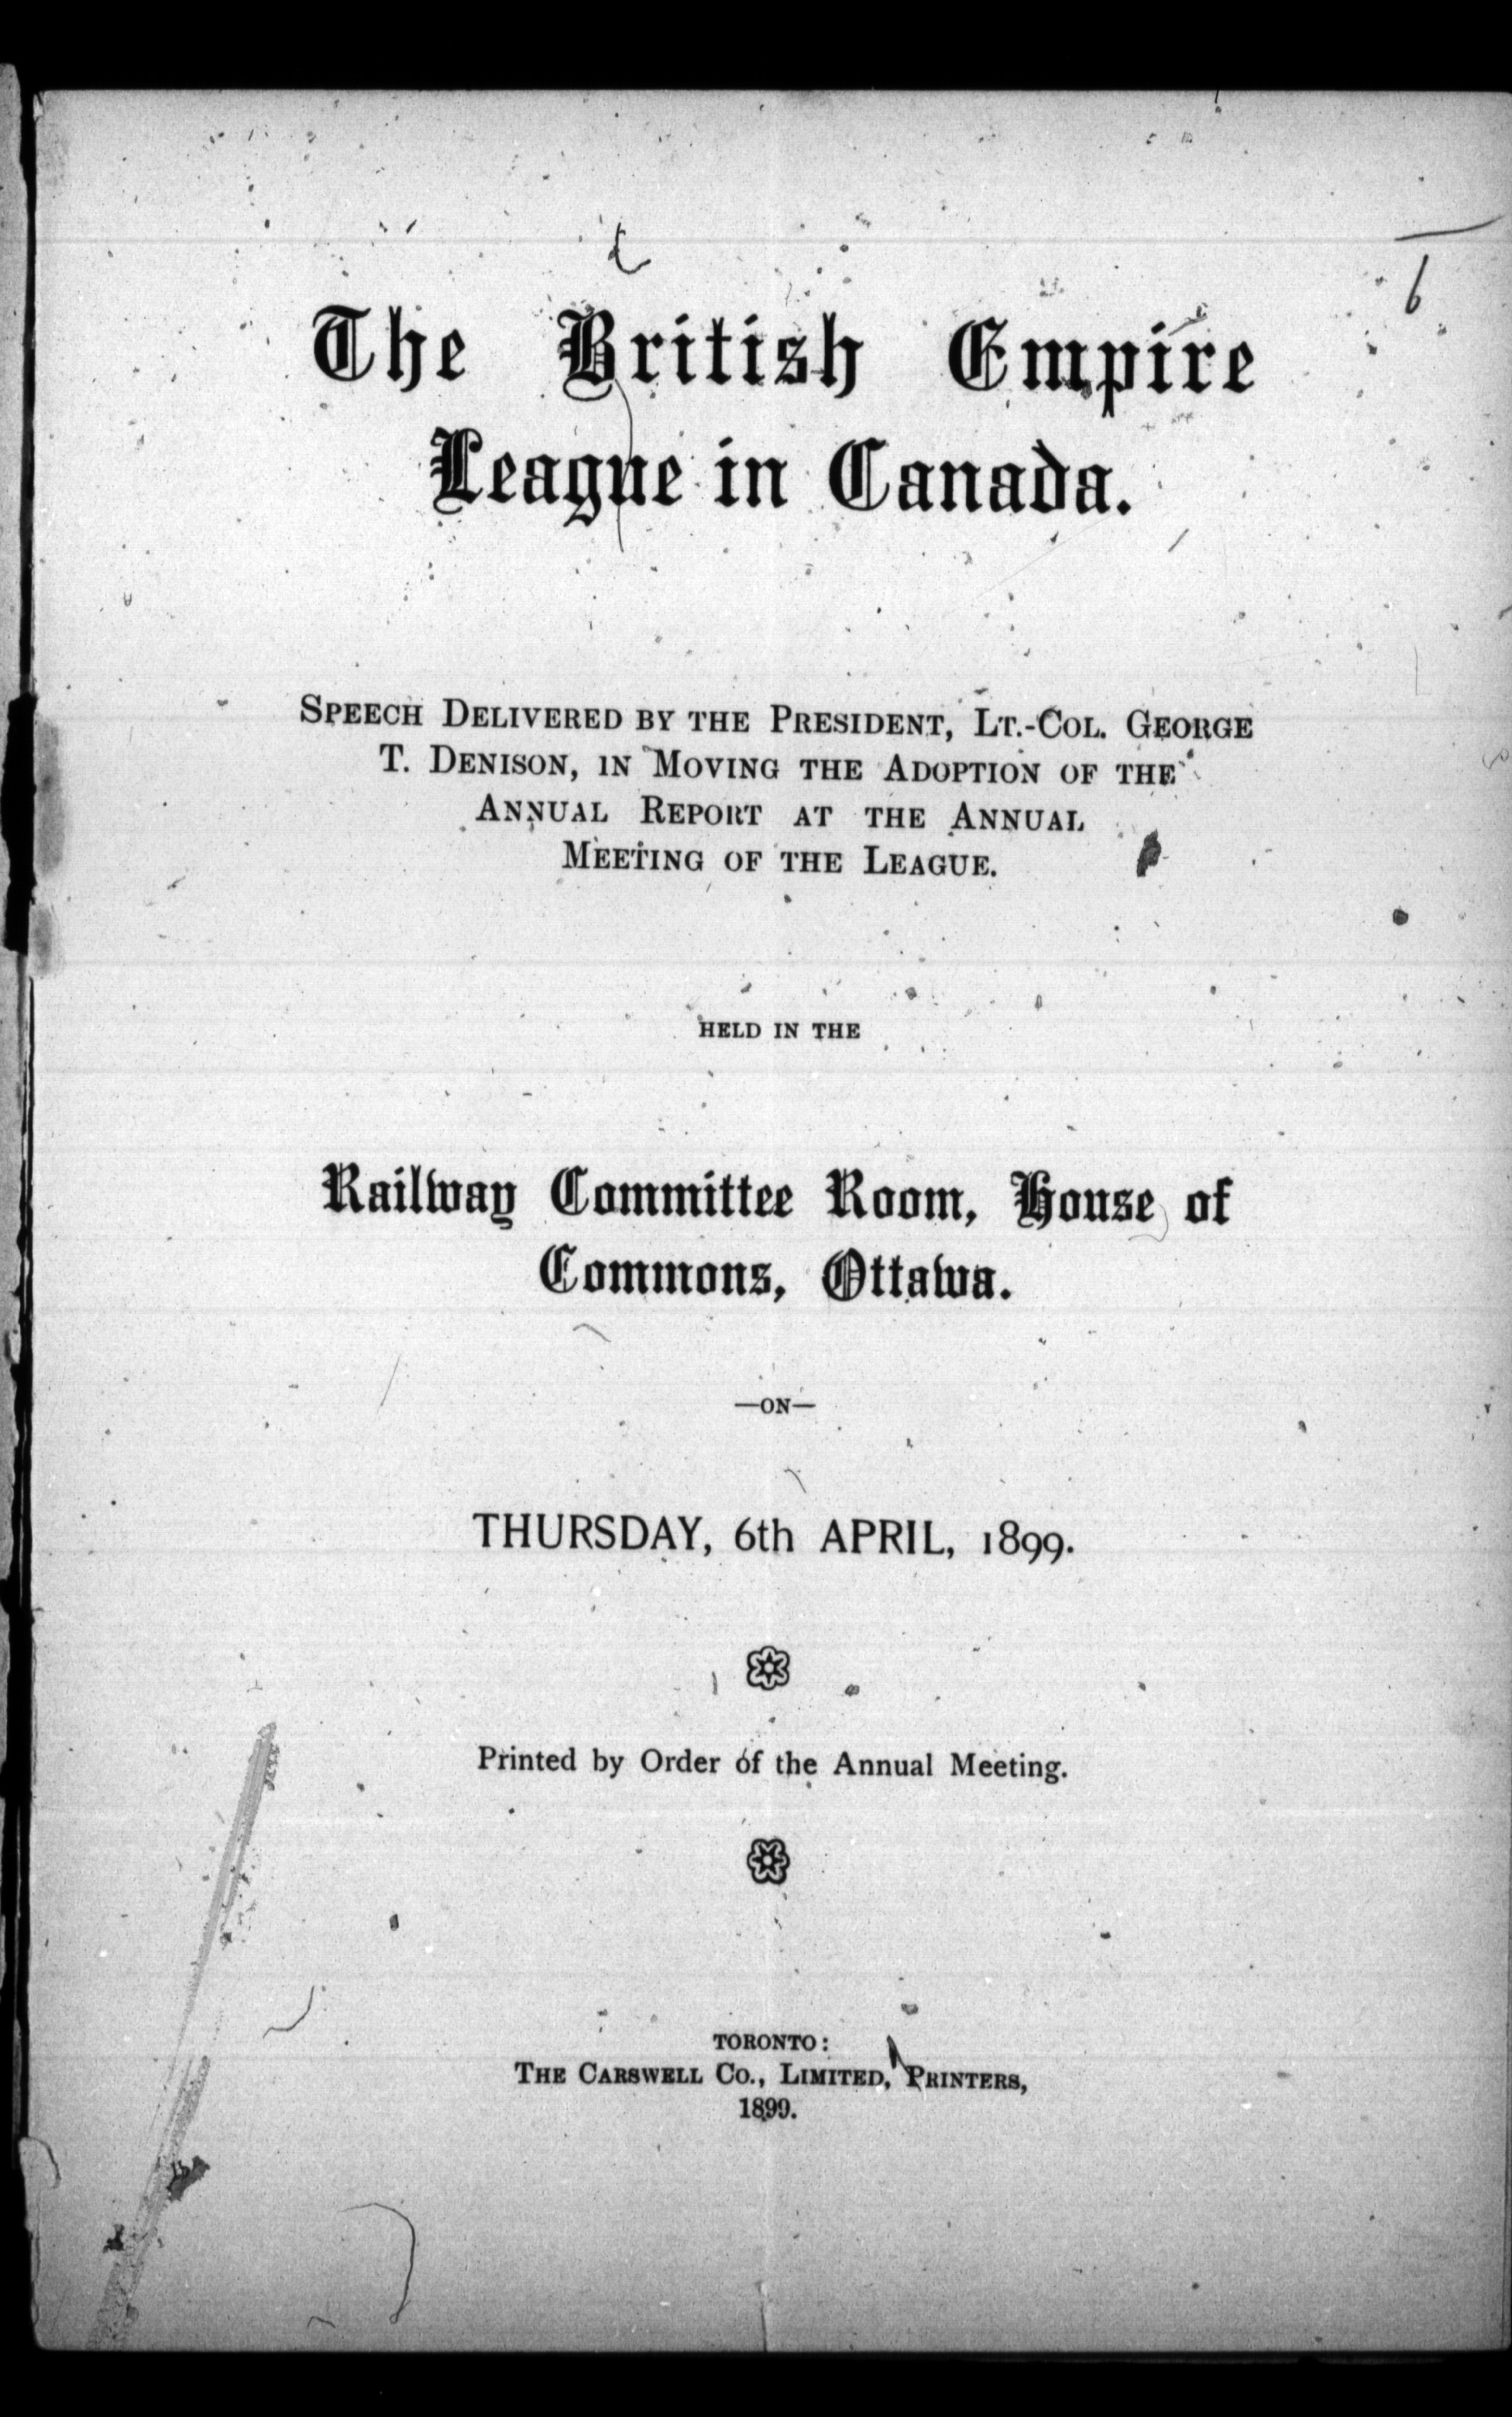 6
The British Empire
League in Canada.
SPEECH DELIVERED BY THE PRESIDENT, LT.-COL. GEORGE
T. DENISON, IN MOVING THE ADOPTION OF THE
ANNUAL REPORT AT THE ANNUAL
MEETING OF THE LEAGUE.
HELD IN THE
Railway Committee Room, House of
Commons, Ottawa.
—ON—
THURSDAY, 6th APRIL, 1899.
Printed by Order of the Annual Meeting.
TORONTO:
THE CARSWELL CO., LIMITED, PRINTERS,
1899.